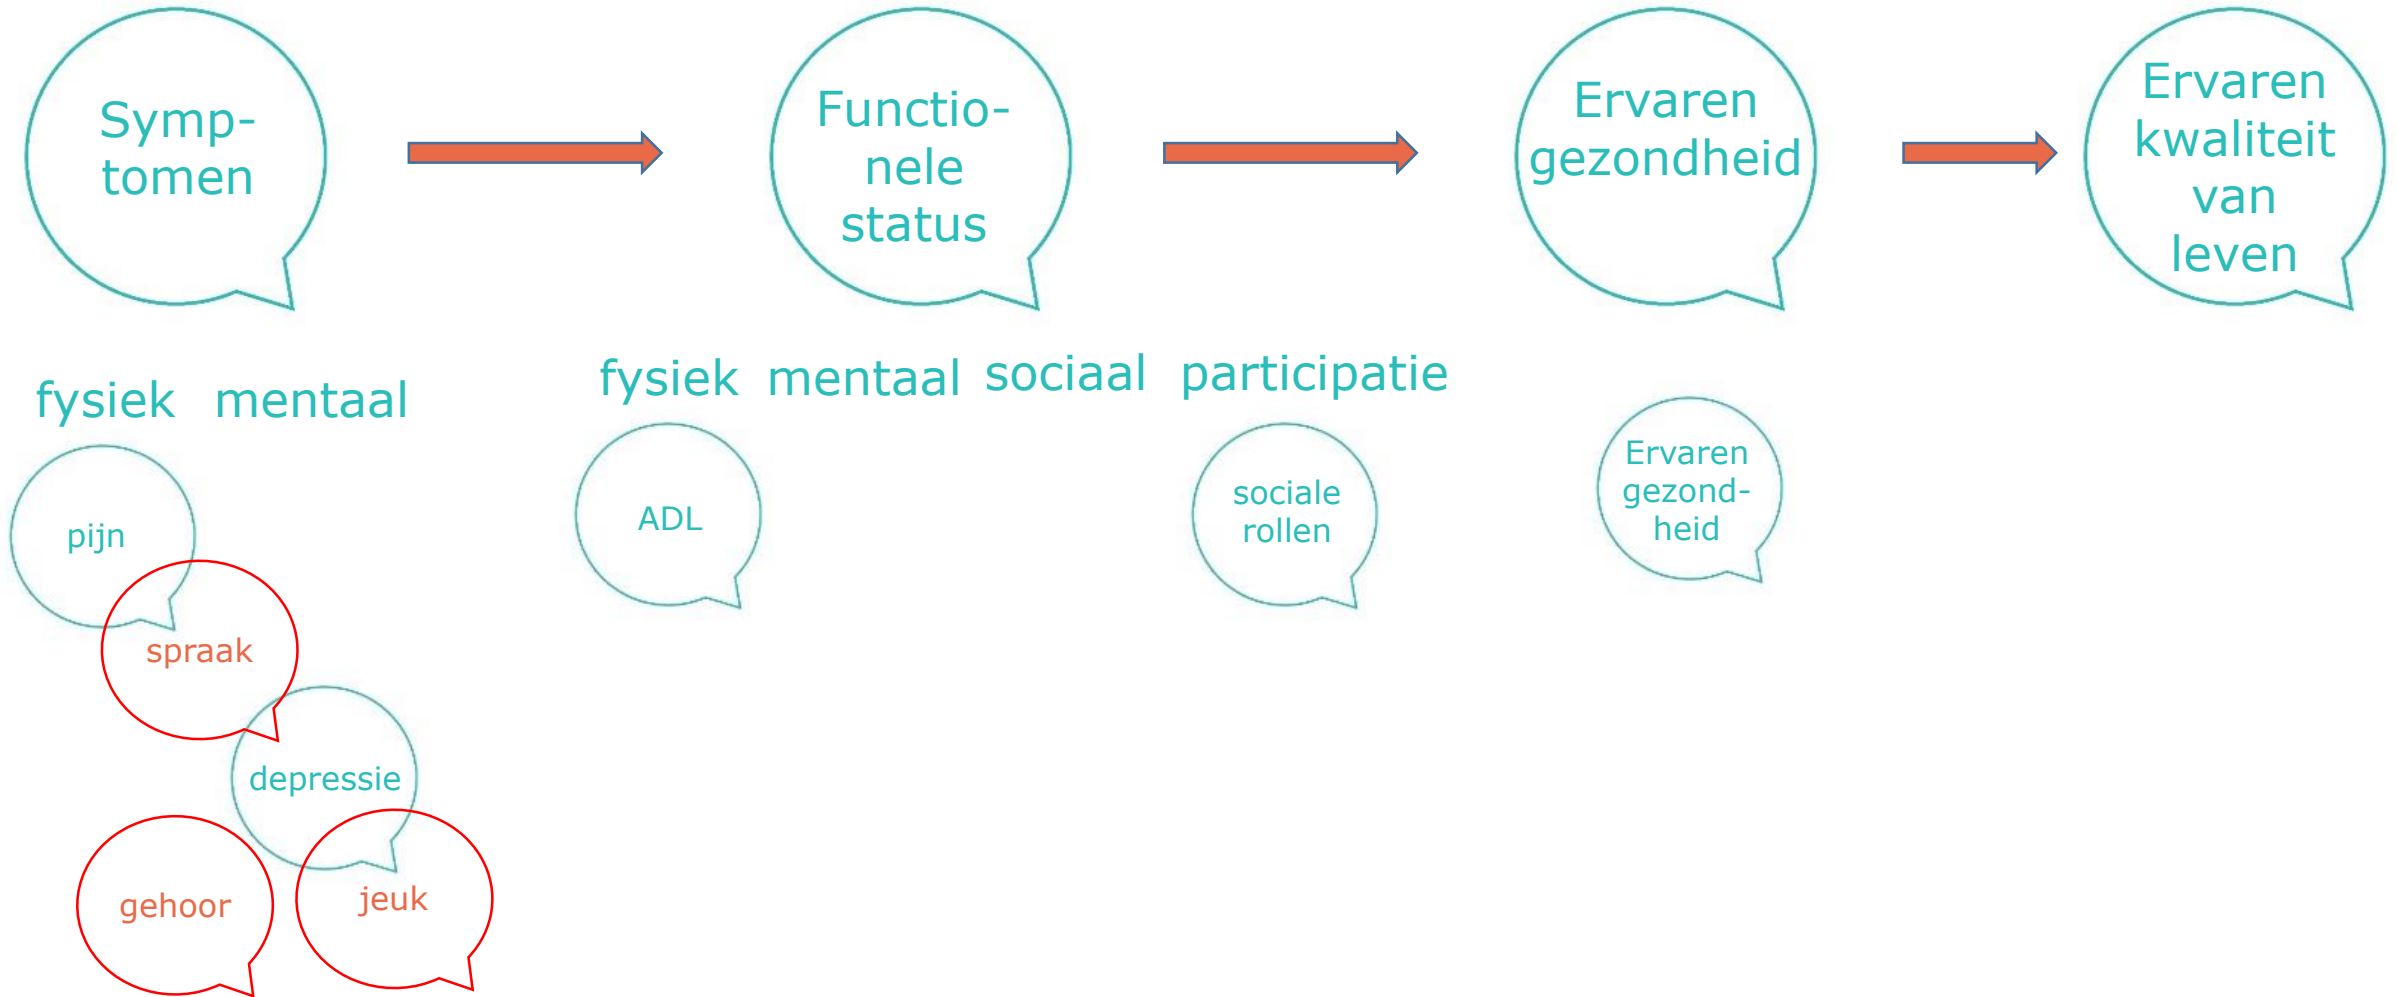 Symp-
tomen
Functio-
nele
status
Ervaren
gezondheid
Ervaren
kwaliteit
van
leven
fysiek mentaal
fysiek mentaal sociaal participatie
pijn
spraak
depressie
gehoor
jeuk
ADL
sociale
rollen
Ervaren
gezond-
heid